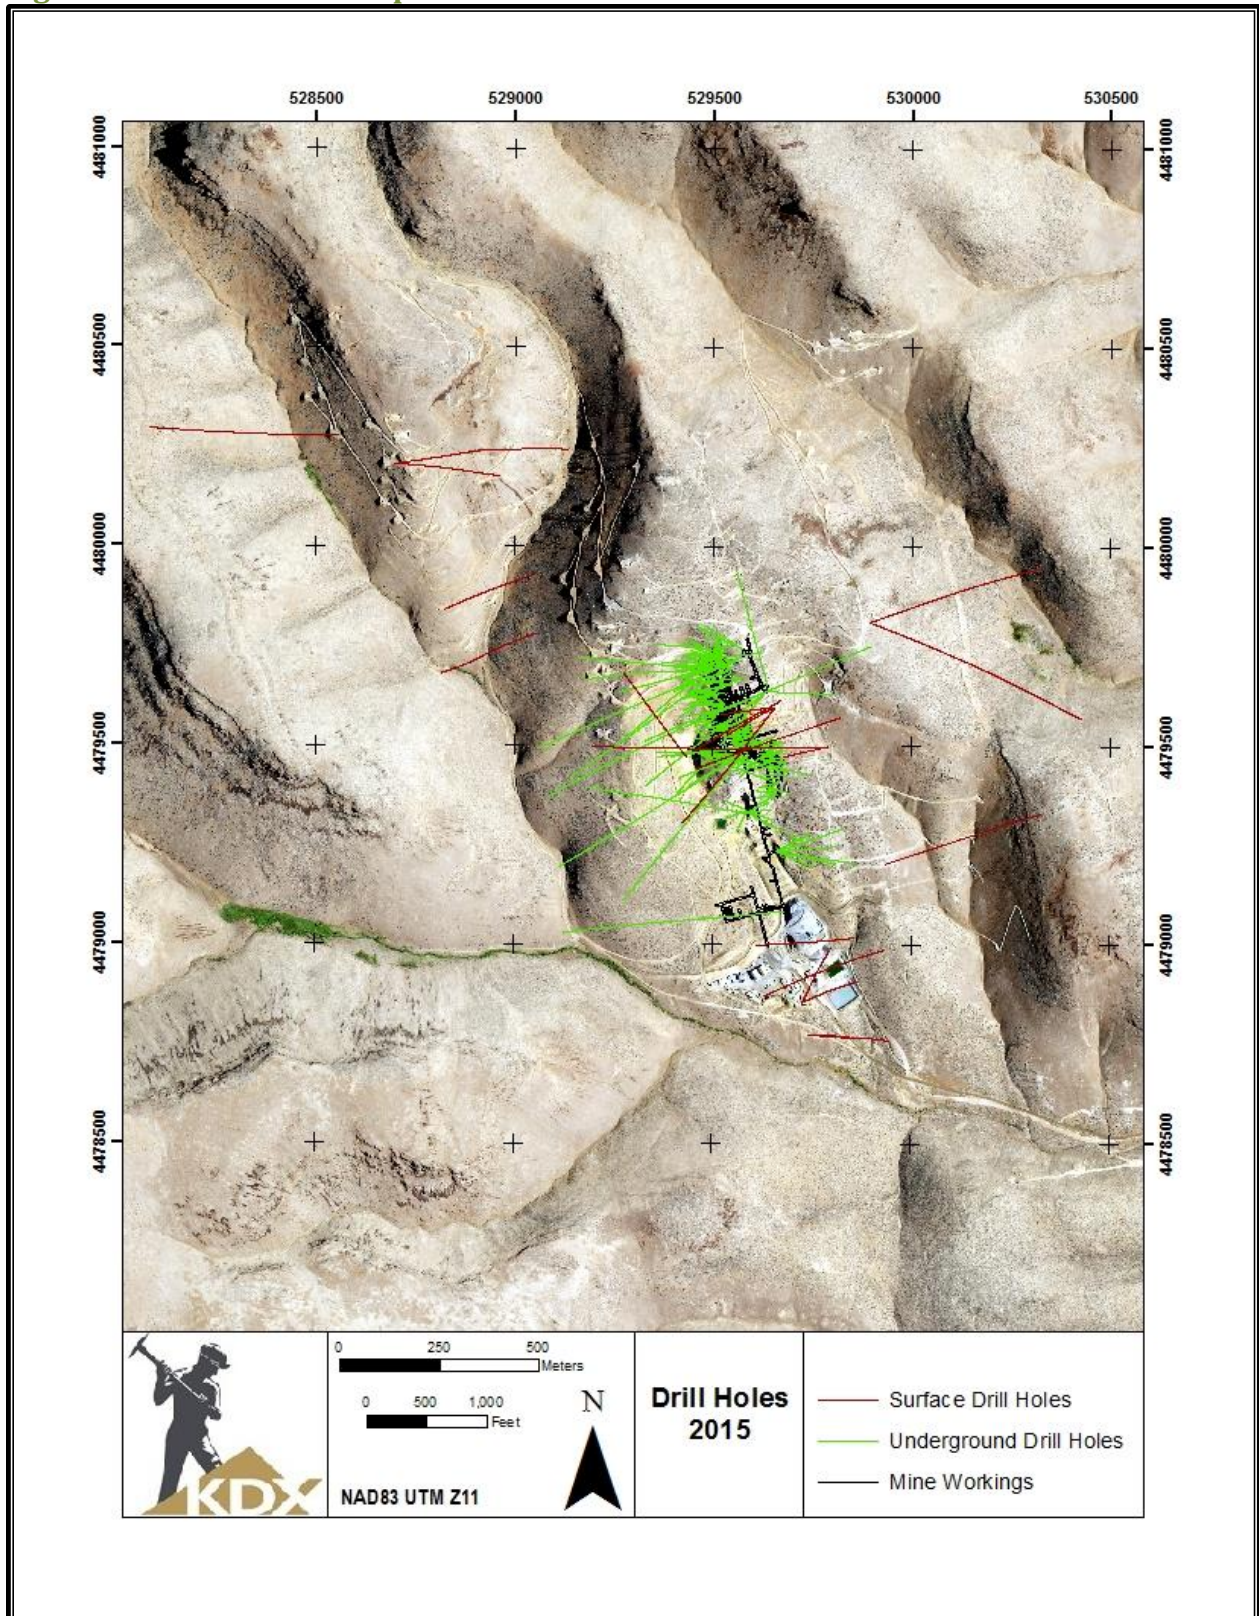 528500 529000 529500 530000 530500
4481000 4481000
4480500 4480500
4480000 4480000
4479500 4479500
4479000 4479000
4478500 4478500
KDX
0 250 500
Meters
0 500 1,000
Feet
NAD83 UTM Z11
N
Drill Holes
2015
Surface Drill Holes
Underground Drill Holes
Mine Workings